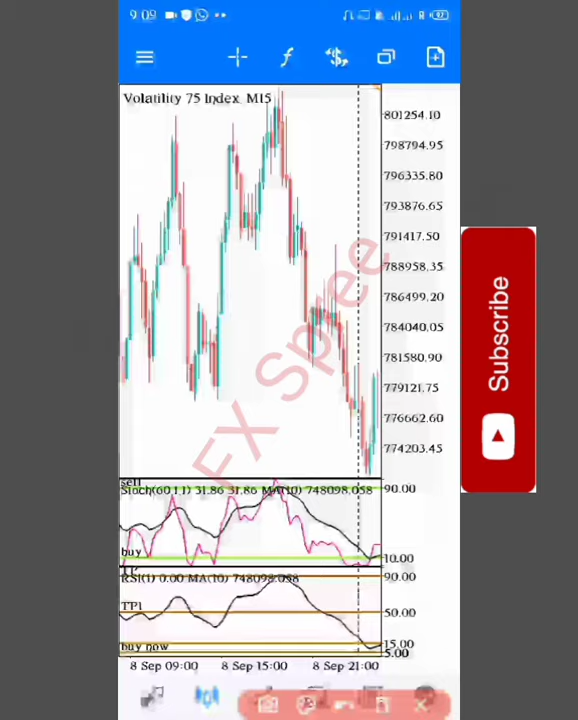 9:09
Volatility 75 Index M15
801254.10
798794.95
796335.80
793876.65
791417.50
788958.35
786499.20
784040.05
781580.90
779121.75
776662.60
774203.45
FX Spree
Subscribe
sell
Stoch(60,1,1) 31.86 31.86 MA(10) 748098.058
90.00
buy
10.00
RSI(1) 0.00 MA(10) 748098.058
90.00
TP1
50.00
15.00
buy now
5.00
8 Sep 09:00
8 Sep 15:00
8 Sep 21:00